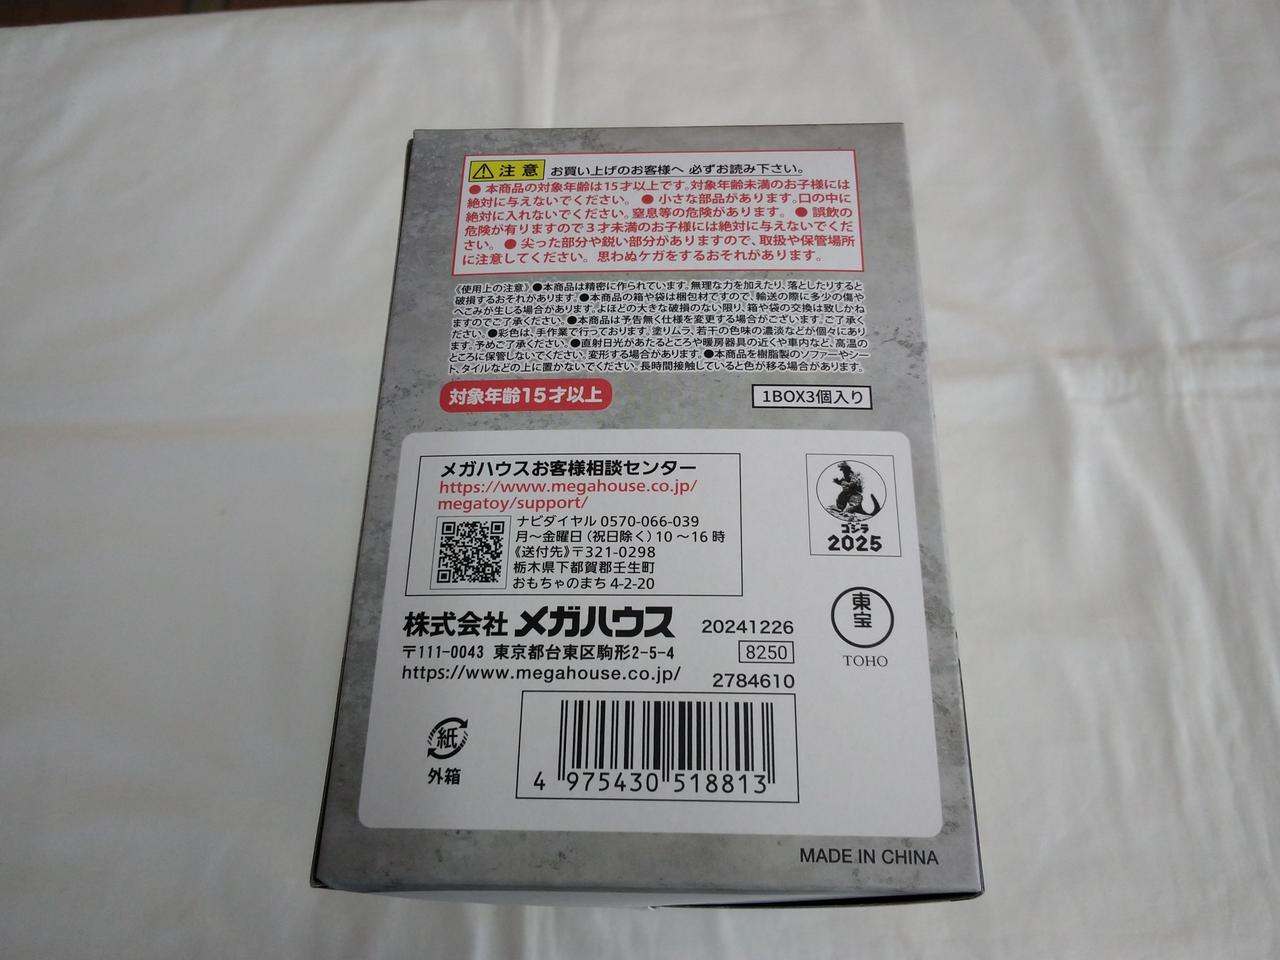 注意 お買い上げのお客様へ 必ずお読み下さい。
● 本商品の対象年齢は15才以上です。対象年齢未満のお子様には
絶対に与えないでください。 ● 小さな部品があります。口の中に
絶対に入れないでください。窒息等の危険があります。 ● 誤飲の
危険が有りますので3才未満のお子様には絶対に与えないでくだ
さい。 ● 尖った部分や鋭い部分がありますので、取扱や保管場所
に注意してください。思わぬケガをするおそれがあります。
《使用上の注意》●本商品は精密に作られています。無理な力を加えたり、落としたりすると
破損するおそれがあります。●本商品の箱や袋は梱包材ですので、輸送の際に多少の傷や
へこみが生じる場合があります。よほどの大きな破損のない限り、箱や袋の交換は致しかね
ますのでご了承ください。●本商品は予告無く仕様を変更する場合がございます。ご了承く
ださい。●彩色は、手作業で行っております。塗りムラ、若干の色味の濃淡などが個々にあり
ます。予めご了承ください。●直射日光があたるところや暖房器具の近くや車内など、高温の
ところに保管しないでください。変形する場合があります。●本商品を樹脂製のソファーやシー
ト、タイルなどの上に置かないでください。長時間接触していると色が移る場合があります。
対象年齢15才以上
1BOX3個入り
メガハウスお客様相談センター
https://www.megahouse.co.jp/
megatoy/support/
ナビダイヤル 0570-066-039
月～金曜日(祝日除く)10～16時
《送付先》〒321-0298
栃木県下都賀郡壬生町
おもちゃのまち4-2-20
ゴジラ
2025
株式会社 メガハウス
〒111-0043 東京都台東区駒形2-5-4
https://www.megahouse.co.jp/
20241226
8250
2784610
東宝
TOHO
紙
外箱
4 975430 518813
MADE IN CHINA